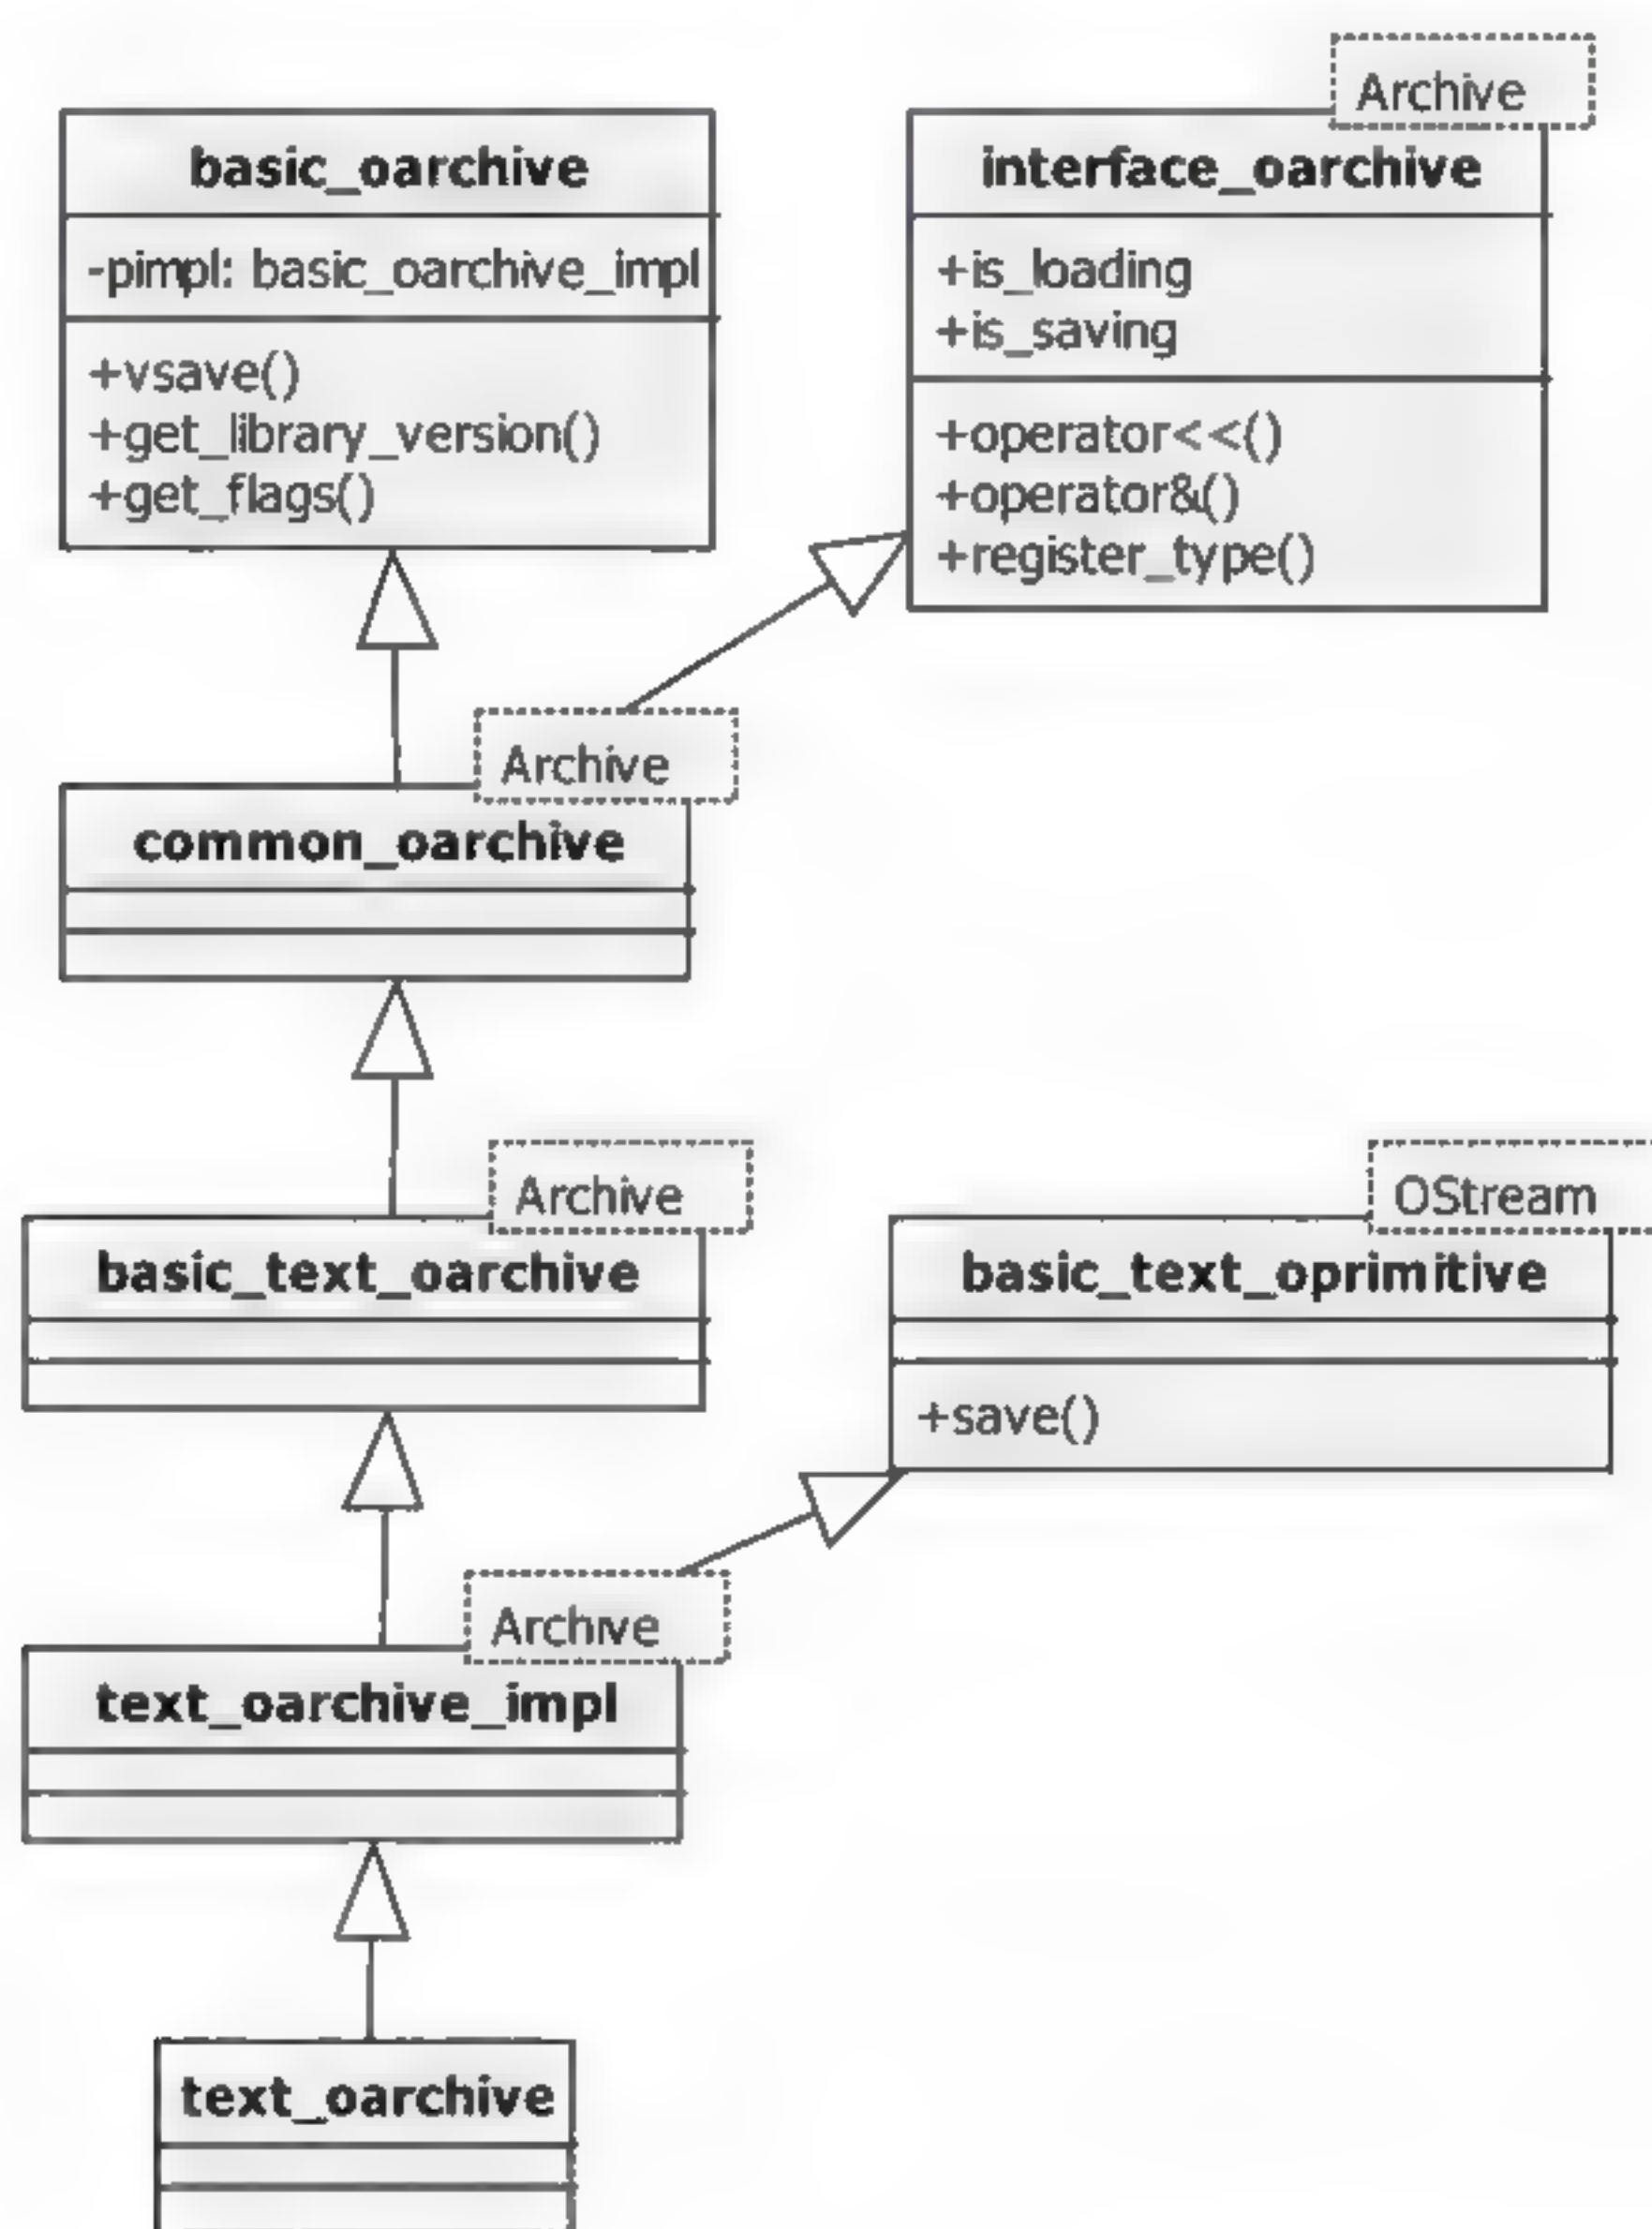 Archive
basic_oarchive
-pimpl: basic_oarchive_impl
+vsave()
+get_library_version()
+get_flags()
interface_oarchive
+is_loading
+is_saving
+operator<<()
+operator&()
+register_type()
Archive
common_oarchive
Archive
basic_text_oarchive
OStream
basic_text_oprimitive
+save()
Archive
text_oarchive_impl
text_oarchive